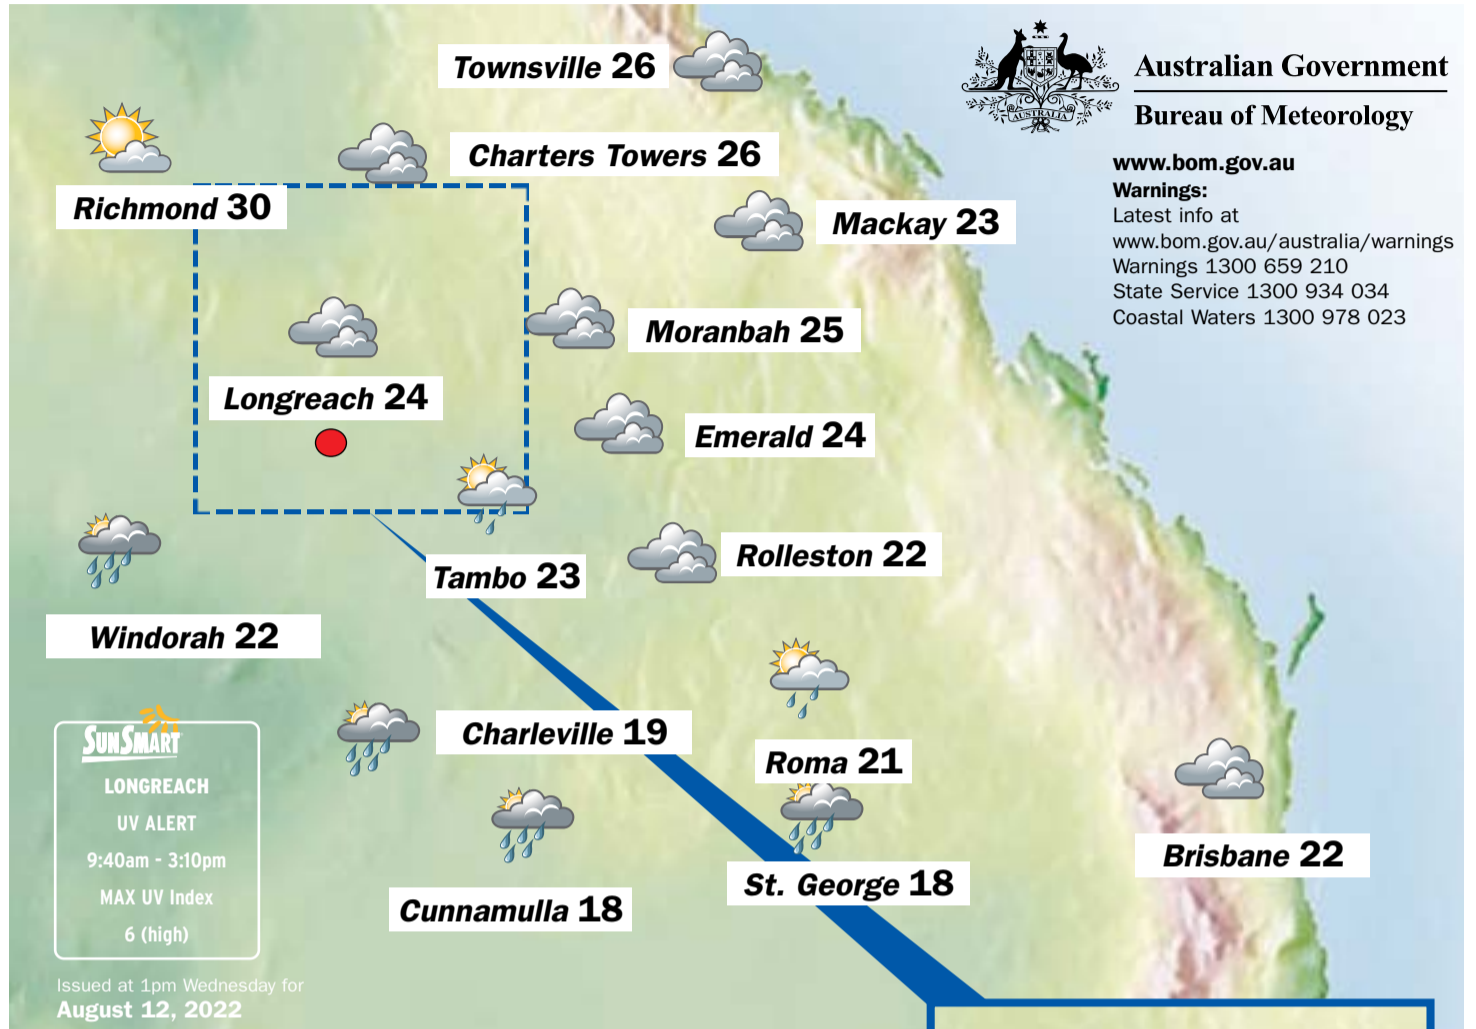 Townsville 26
Australian Government
Bureau of Meteorology
AUSTRALIA
Charters Towers 26
www.bom.gov.au
Warnings:
Latest info at
www.bom.gov.au/australia/warnings
Warnings 1300 659 210
State Service 1300 934 034
Coastal Waters 1300 978 023
Richmond 30
Mackay 23
Moranbah 25
Longreach 24
Emerald 24
Rolleston 22
Tambo 23
Windorah 22
Charleville 19
Roma 21
Brisbane 22
St. George 18
Cunnamulla 18
SUNSMART
LONGREACH
UV ALERT
9:40am - 3:10pm
MAX UV Index
6 (high)
Issued at 1pm Wednesday for
August 12, 2022